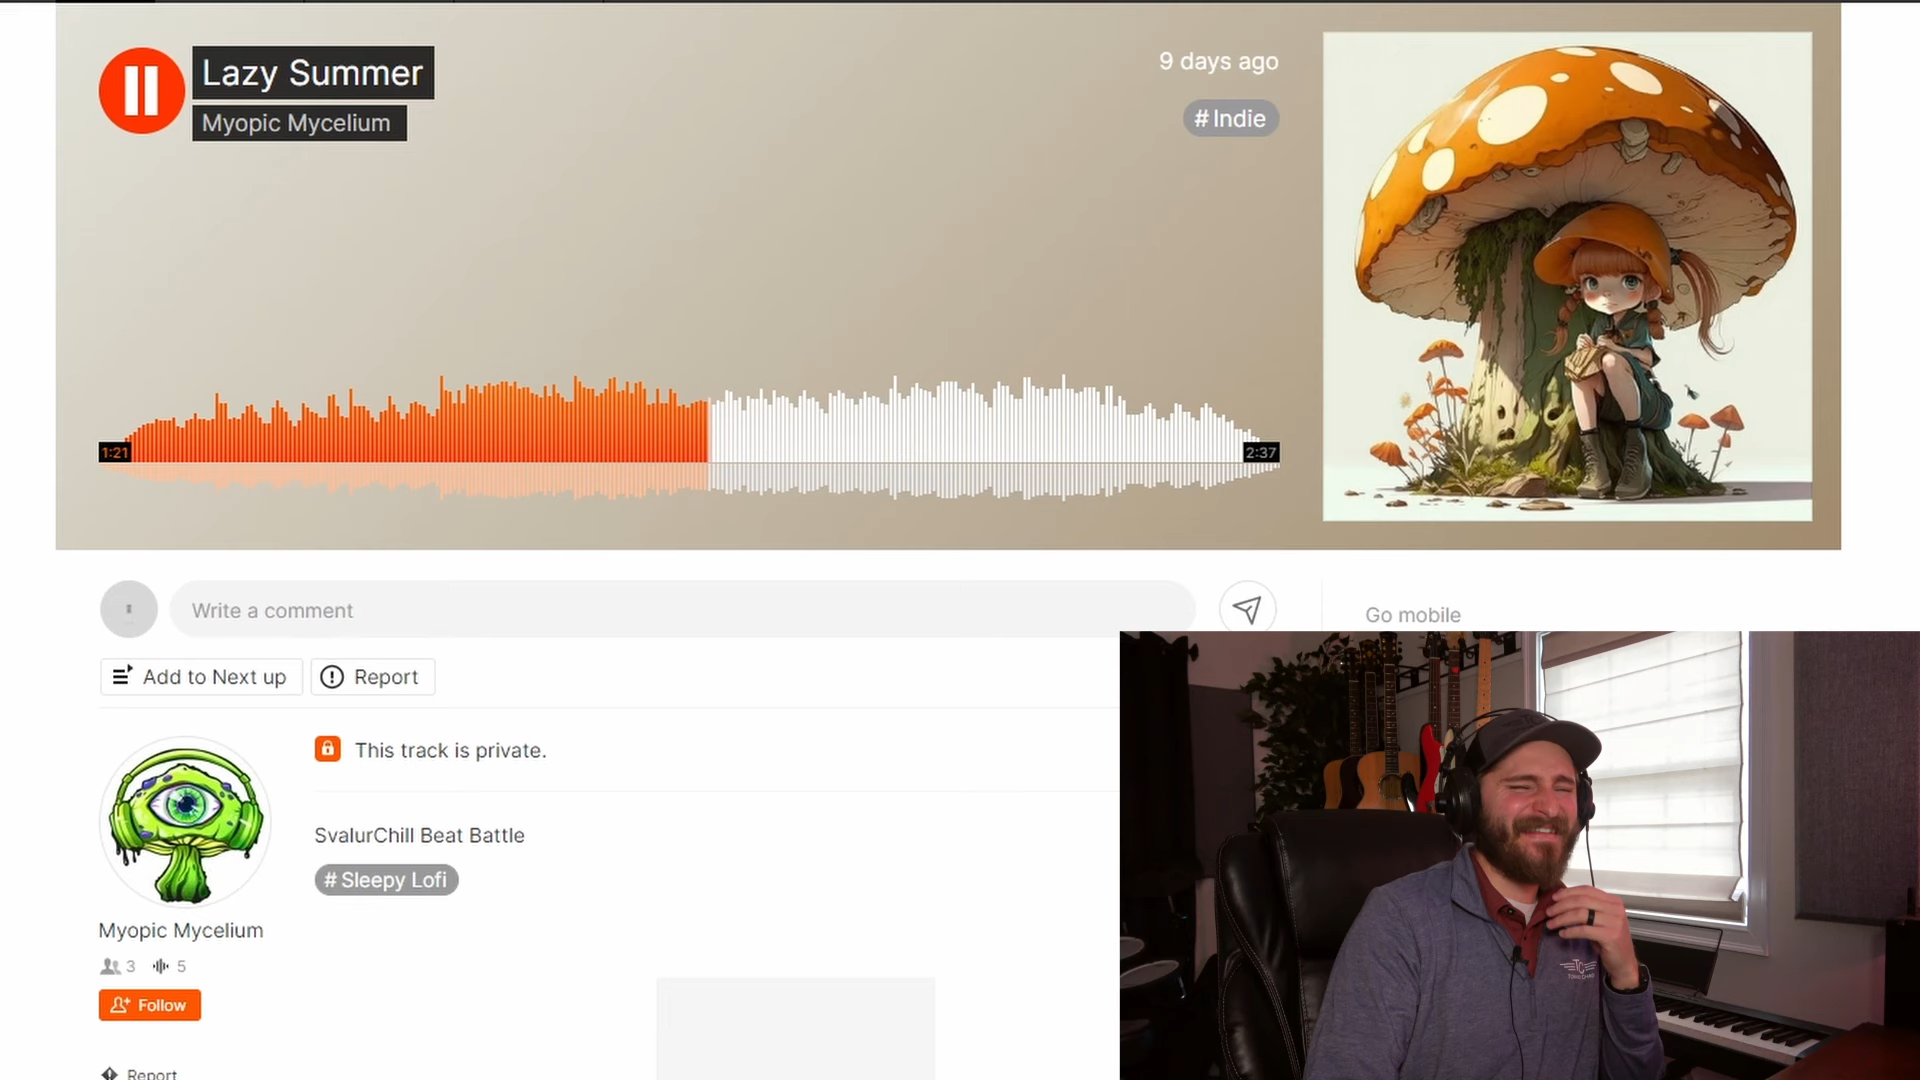 Lazy Summer
Myopic Mycelium
9 days ago
# Indie
1:21
2:37
Write a comment
Go mobile
Add to Next up
Report
This track is private.
SvalurChill Beat Battle
# Sleepy Lofi
Myopic Mycelium
3
5
Follow
Report
TC